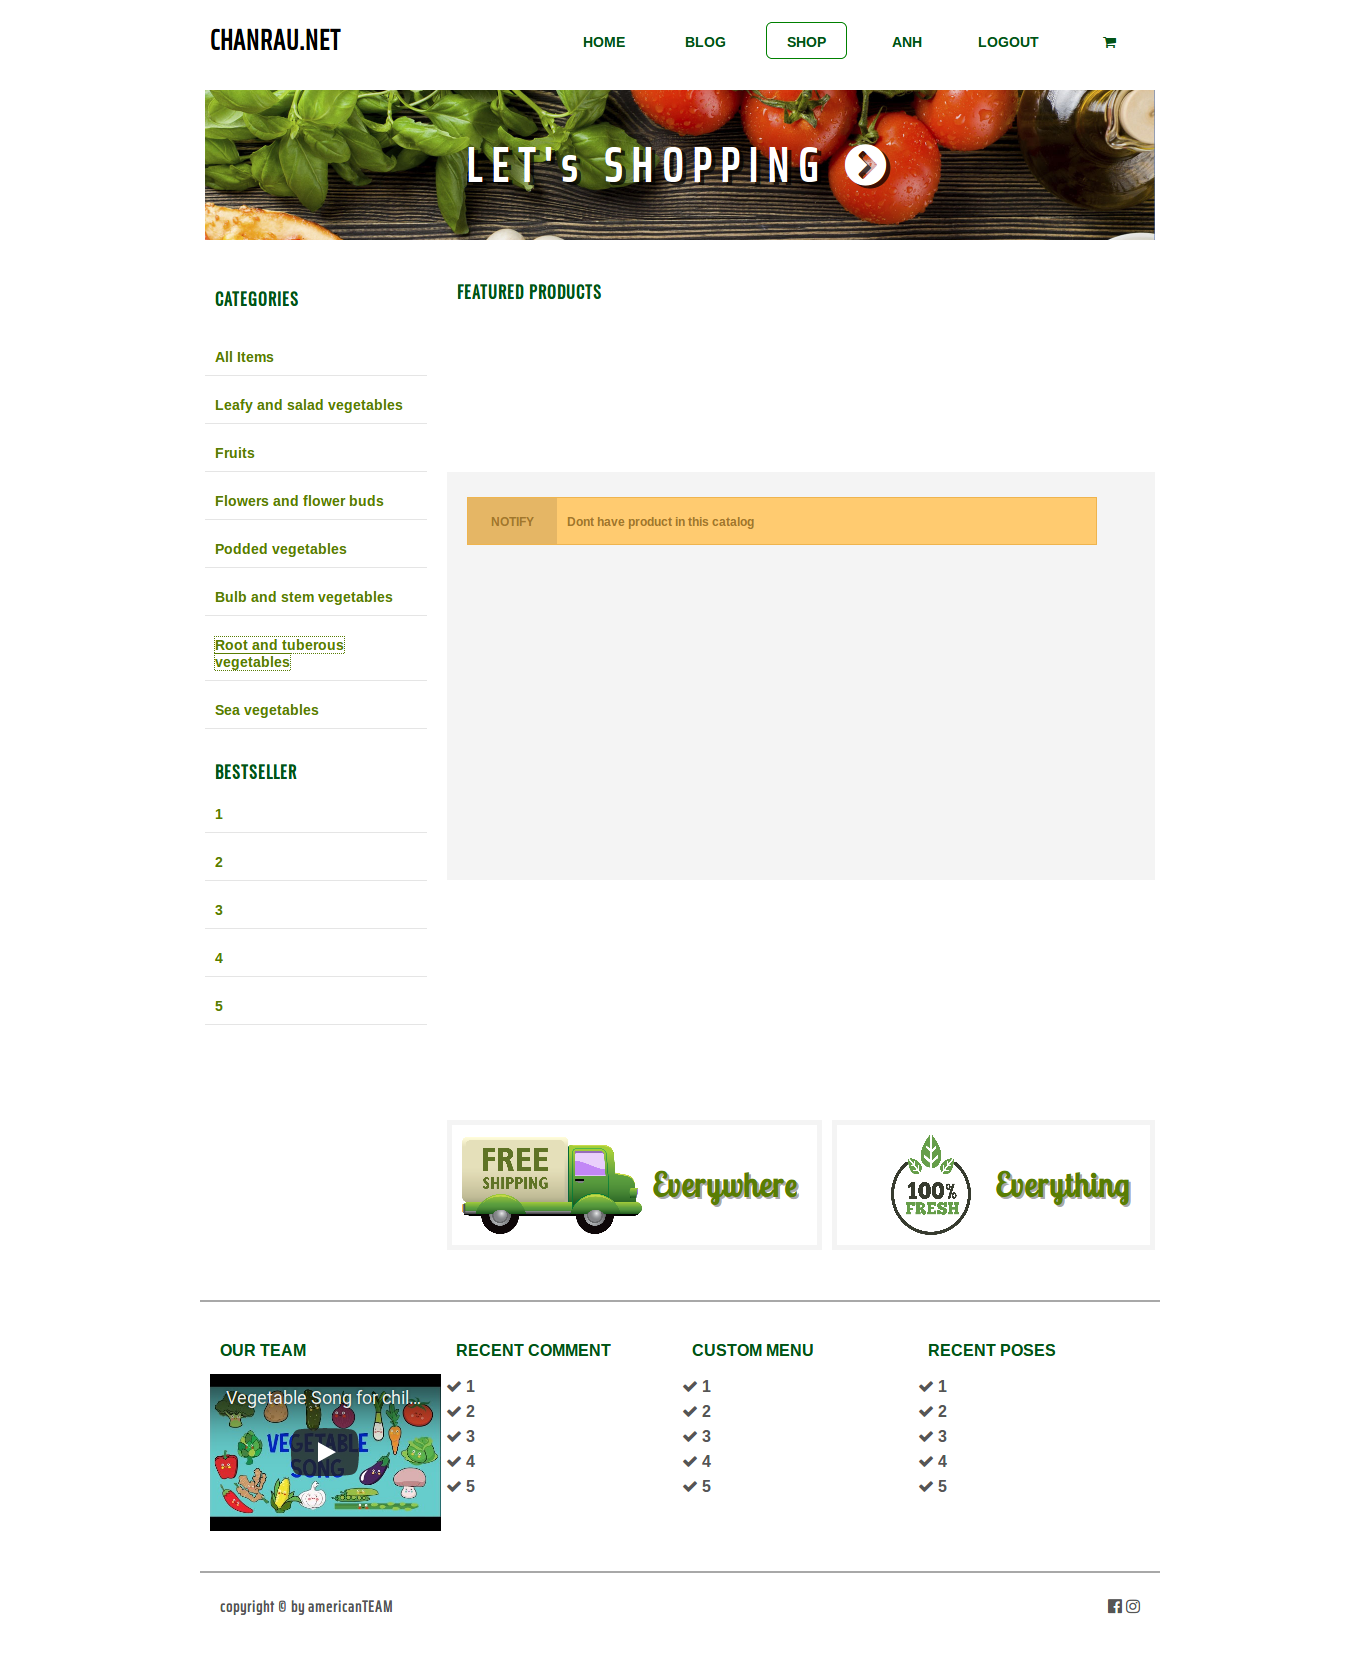 CHANRAU.NET
HOME BLOG SHOP ANH LOGOUT
LET's SHOPPING
CATEGORIES
All Items
Leafy and salad vegetables
Fruits
Flowers and flower buds
Podded vegetables
Bulb and stem vegetables
Root and tuberous
vegetables
Sea vegetables
BESTSELLER
1
2
3
4
5
FEATURED PRODUCTS
NOTIFY Dont have product in this catalog
FREE
SHIPPING
Everywhere
100%
FRESH
Everything
OUR TEAM
Vegetable Song for chil...
VEGETABLE
SONG
RECENT COMMENT
1
2
3
4
5
CUSTOM MENU
1
2
3
4
5
RECENT POSES
1
2
3
4
5
copyright © by americanTEAM